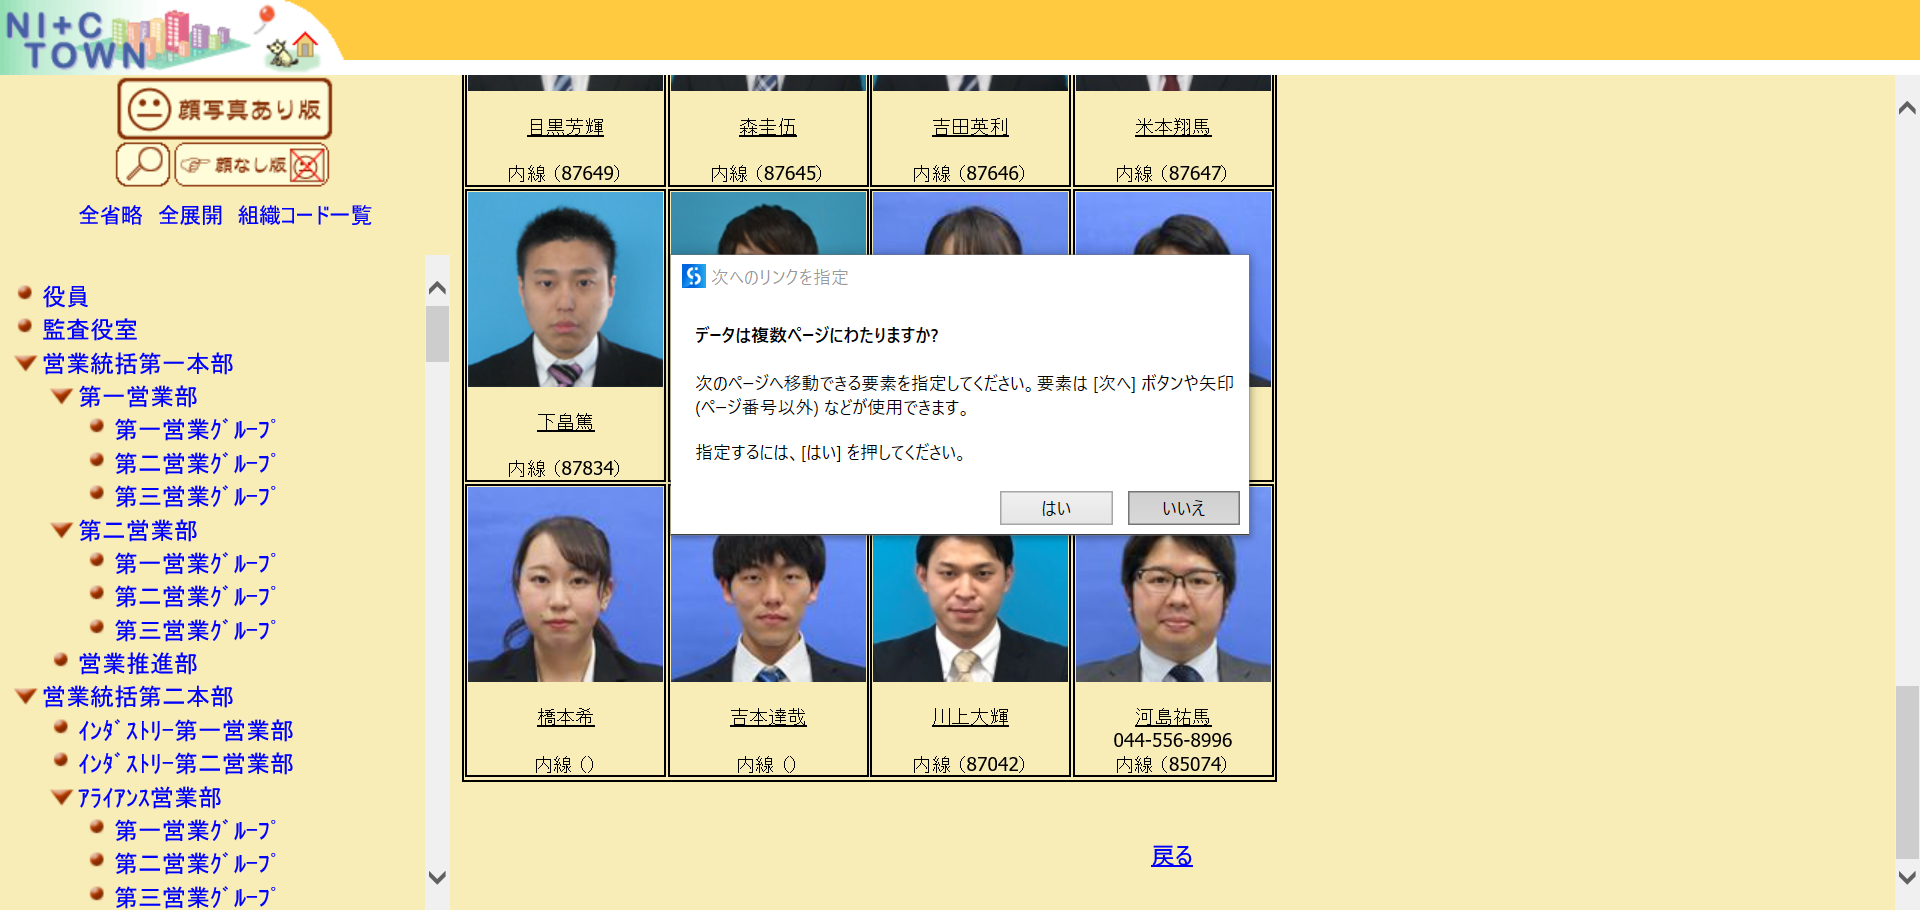 NI+C
TOWN
顔写真あり版
顔なし版
全省略 全展開 組織コード一覧
役員
監査役室
営業統括第一本部
第一営業部
第一営業ｸﾞﾙｰﾌﾟ
第二営業ｸﾞﾙｰﾌﾟ
第三営業ｸﾞﾙｰﾌﾟ
第二営業部
第一営業ｸﾞﾙｰﾌﾟ
第二営業ｸﾞﾙｰﾌﾟ
第三営業ｸﾞﾙｰﾌﾟ
営業推進部
営業統括第二本部
ｲﾝﾀﾞｽﾄﾘｰ第一営業部
ｲﾝﾀﾞｽﾄﾘｰ第二営業部
ｱﾗｲｱﾝｽ営業部
第一営業ｸﾞﾙｰﾌﾟ
第二営業ｸﾞﾙｰﾌﾟ
第三営業ｸﾞﾙｰﾌﾟ
目黒芳輝 森圭伍 吉田英利 米本翔馬
内線（87649） 内線（87645） 内線（87646） 内線（87647）
次へのリンクを指定
データは複数ページにわたりますか?
次のページへ移動できる要素を指定してください。要素は [次へ] ボタンや矢印
(ページ番号以外) などが使用できます。
指定するには、[はい] を押してください。
はい いいえ
下畠篤
内線（87834）
橋本希 吉本達哉 川上大輝 河島祐馬
044-556-8996
内線（） 内線（） 内線（87042） 内線（85074）
戻る